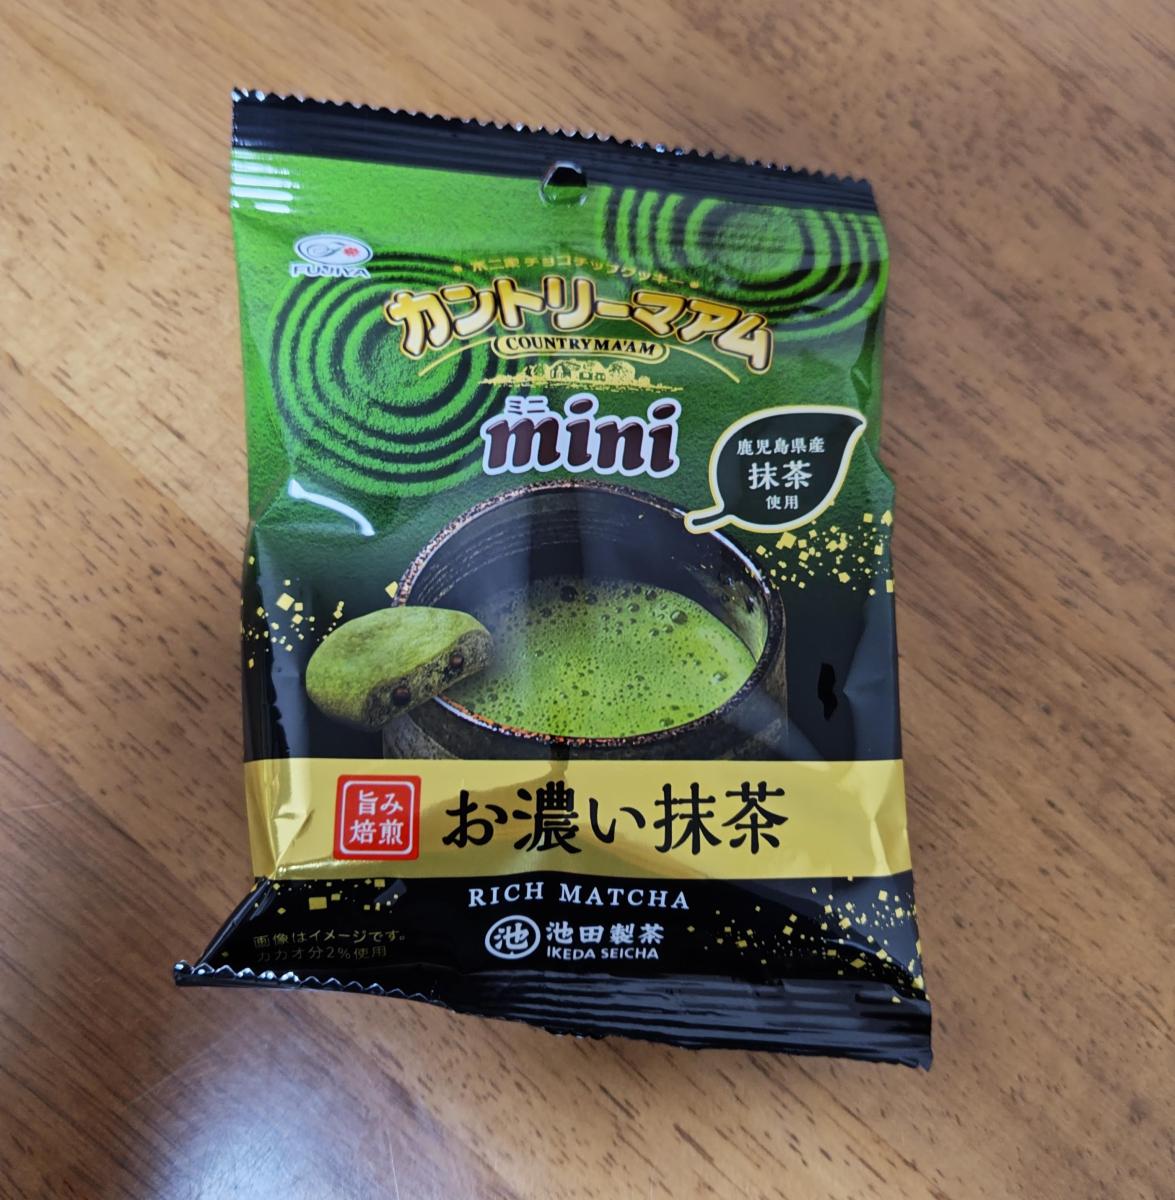 FUJIYA
不二家 チョコチップクッキー
カントリーマアム
COUNTRY MA'AM
ミニ
mini
鹿児島県産
抹茶
使用
旨み
焙煎
お濃い抹茶
RICH MATCHA
池 池田製茶
IKEDA SEICHA
画像はイメージです。
カカオ分2%使用